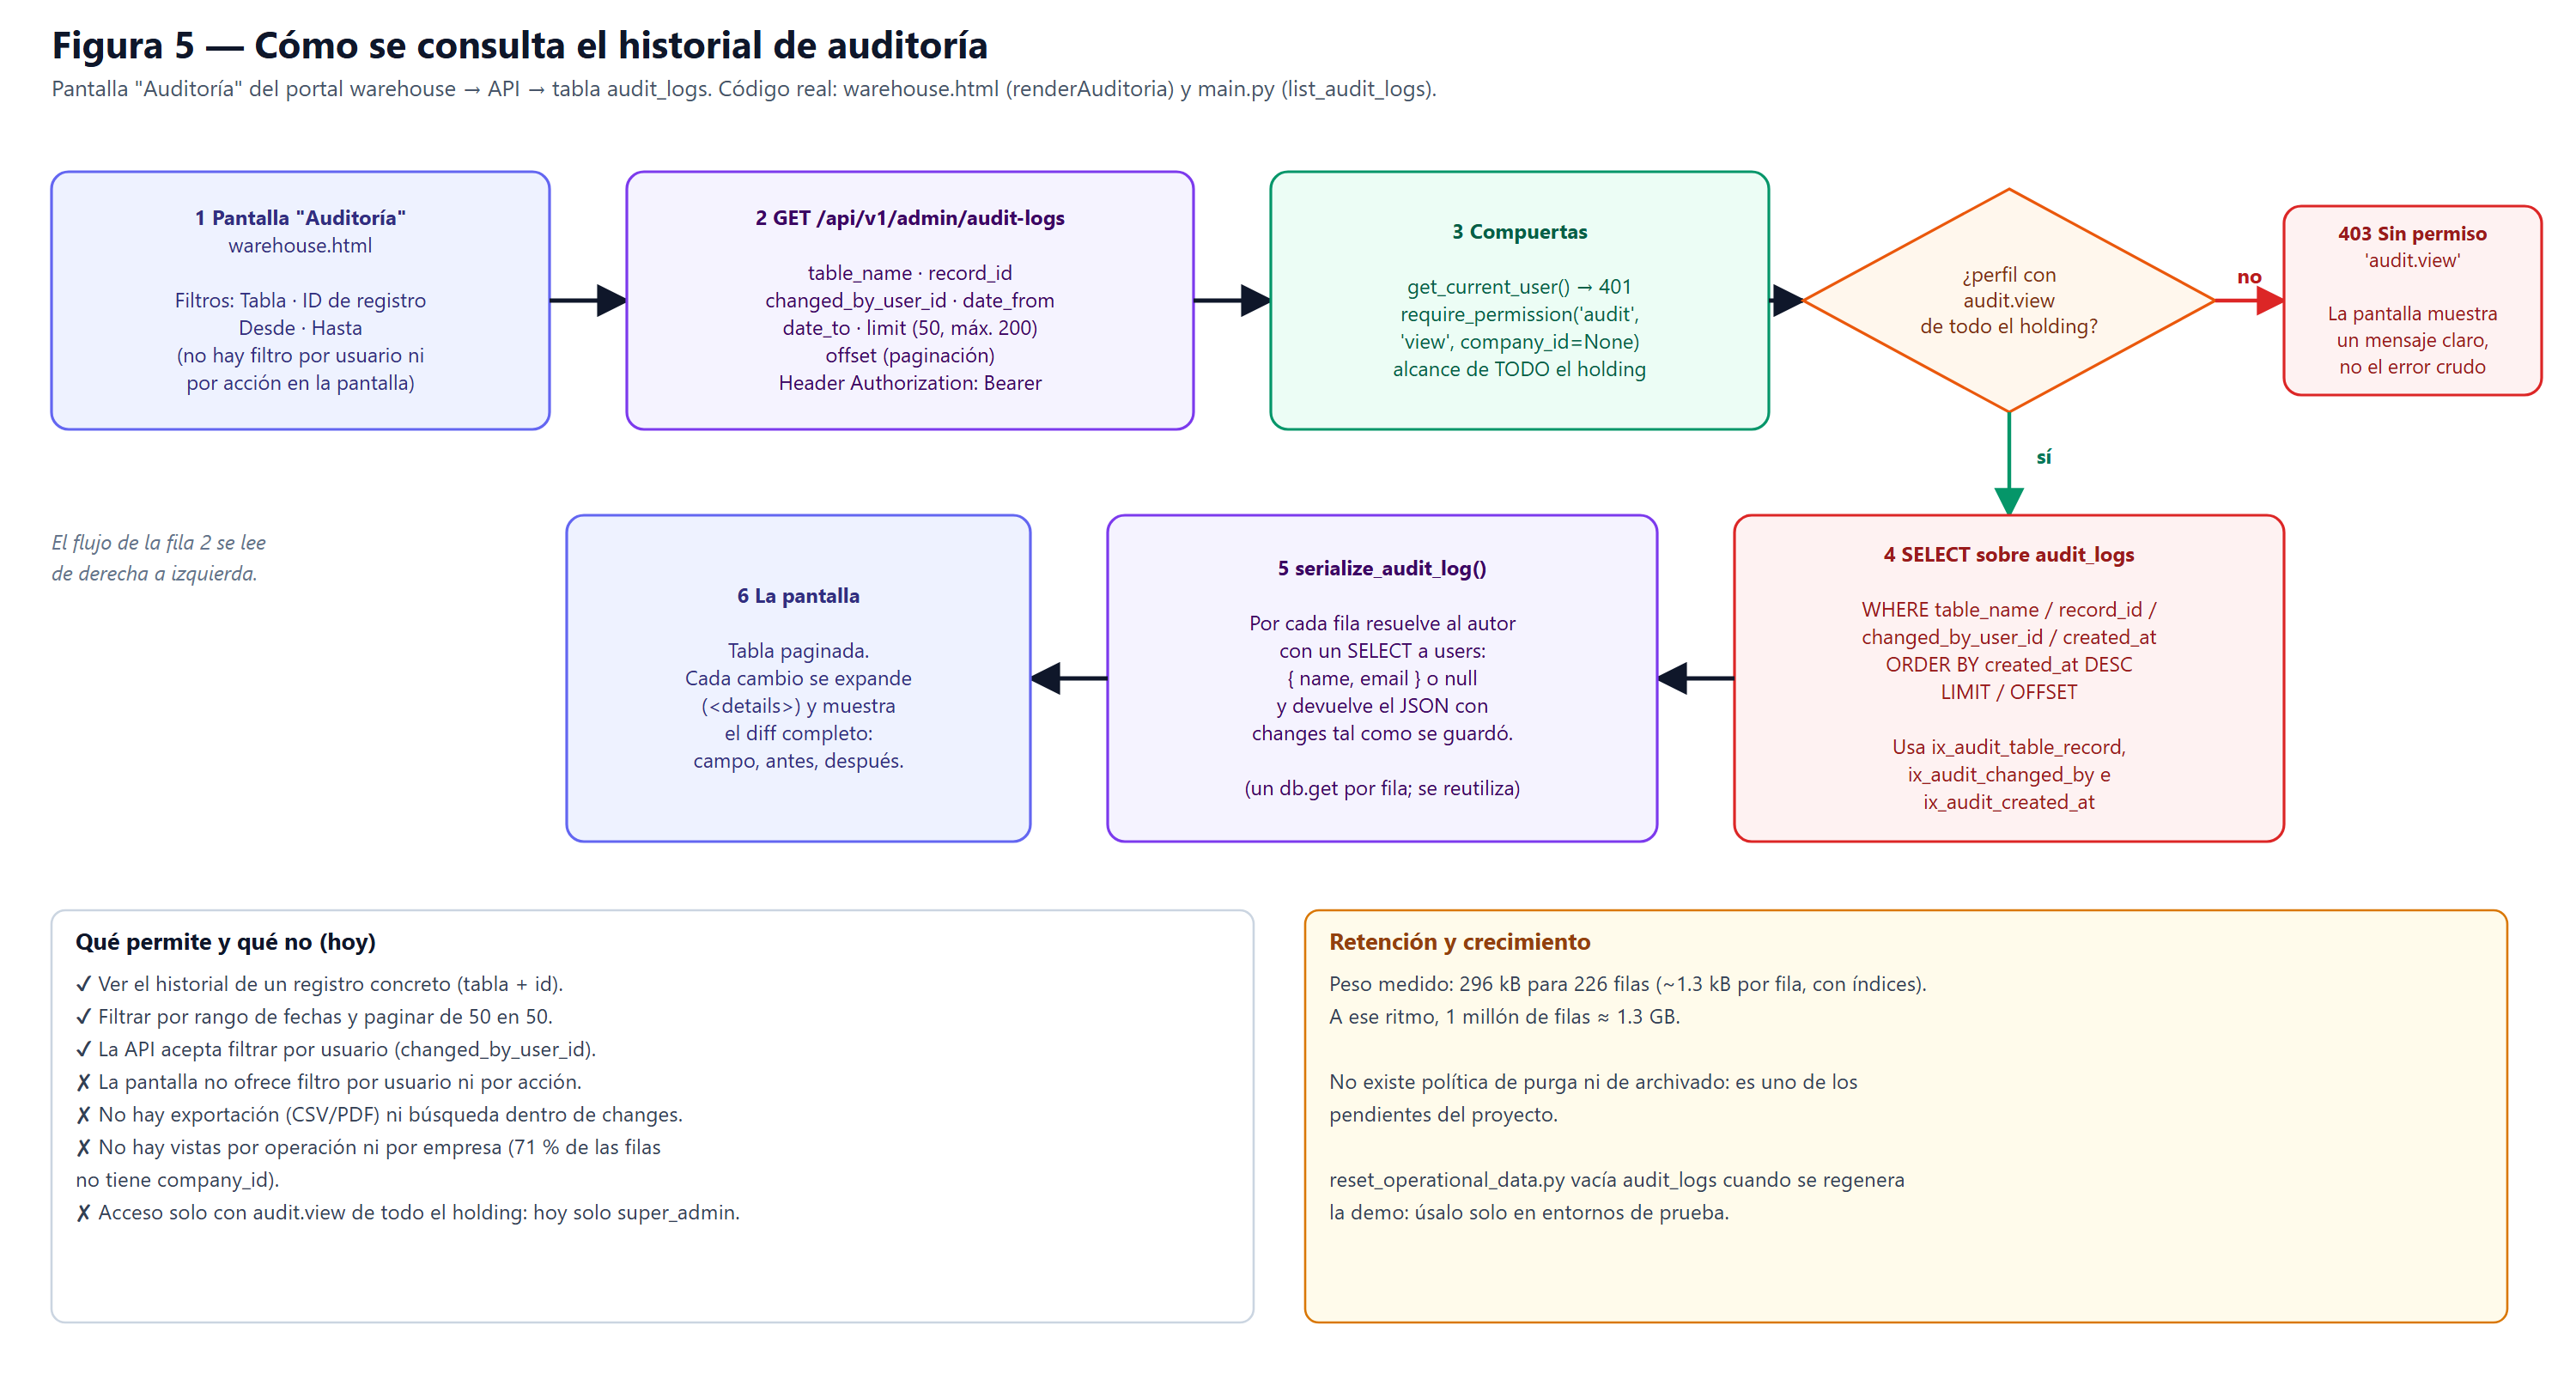 Figura 5 — Cómo se consulta el historial de auditoría
Pantalla "Auditoría" del portal warehouse → API → tabla audit_logs. Código real: warehouse.html (renderAuditoria) y main.py (list_audit_logs).
1 Pantalla "Auditoría"
warehouse.html
Filtros: Tabla · ID de registro
Desde · Hasta
(no hay filtro por usuario ni
por acción en la pantalla)
2 GET /api/v1/admin/audit-logs
table_name · record_id
changed_by_user_id · date_from
date_to · limit (50, máx. 200)
offset (paginación)
Header Authorization: Bearer
3 Compuertas
get_current_user() → 401
require_permission('audit',
'view', company_id=None)
alcance de TODO el holding
¿perfil con
audit.view
de todo el holding?
no
403 Sin permiso
'audit.view'
La pantalla muestra
un mensaje claro,
no el error crudo
sí
El flujo de la fila 2 se lee
de derecha a izquierda.
6 La pantalla
Tabla paginada.
Cada cambio se expande
(<details>) y muestra
el diff completo:
campo, antes, después.
5 serialize_audit_log()
Por cada fila resuelve al autor
con un SELECT a users:
{ name, email } o null
y devuelve el JSON con
changes tal como se guardó.
(un db.get por fila; se reutiliza)
4 SELECT sobre audit_logs
WHERE table_name / record_id /
changed_by_user_id / created_at
ORDER BY created_at DESC
LIMIT / OFFSET
Usa ix_audit_table_record,
ix_audit_changed_by e
ix_audit_created_at
Qué permite y qué no (hoy)
✓ Ver el historial de un registro concreto (tabla + id).
✓ Filtrar por rango de fechas y paginar de 50 en 50.
✓ La API acepta filtrar por usuario (changed_by_user_id).
✗ La pantalla no ofrece filtro por usuario ni por acción.
✗ No hay exportación (CSV/PDF) ni búsqueda dentro de changes.
✗ No hay vistas por operación ni por empresa (71 % de las filas
no tiene company_id).
✗ Acceso solo con audit.view de todo el holding: hoy solo super_admin.
Retención y crecimiento
Peso medido: 296 kB para 226 filas (~1.3 kB por fila, con índices).
A ese ritmo, 1 millón de filas ≈ 1.3 GB.
No existe política de purga ni de archivado: es uno de los
pendientes del proyecto.
reset_operational_data.py vacía audit_logs cuando se regenera
la demo: úsalo solo en entornos de prueba.